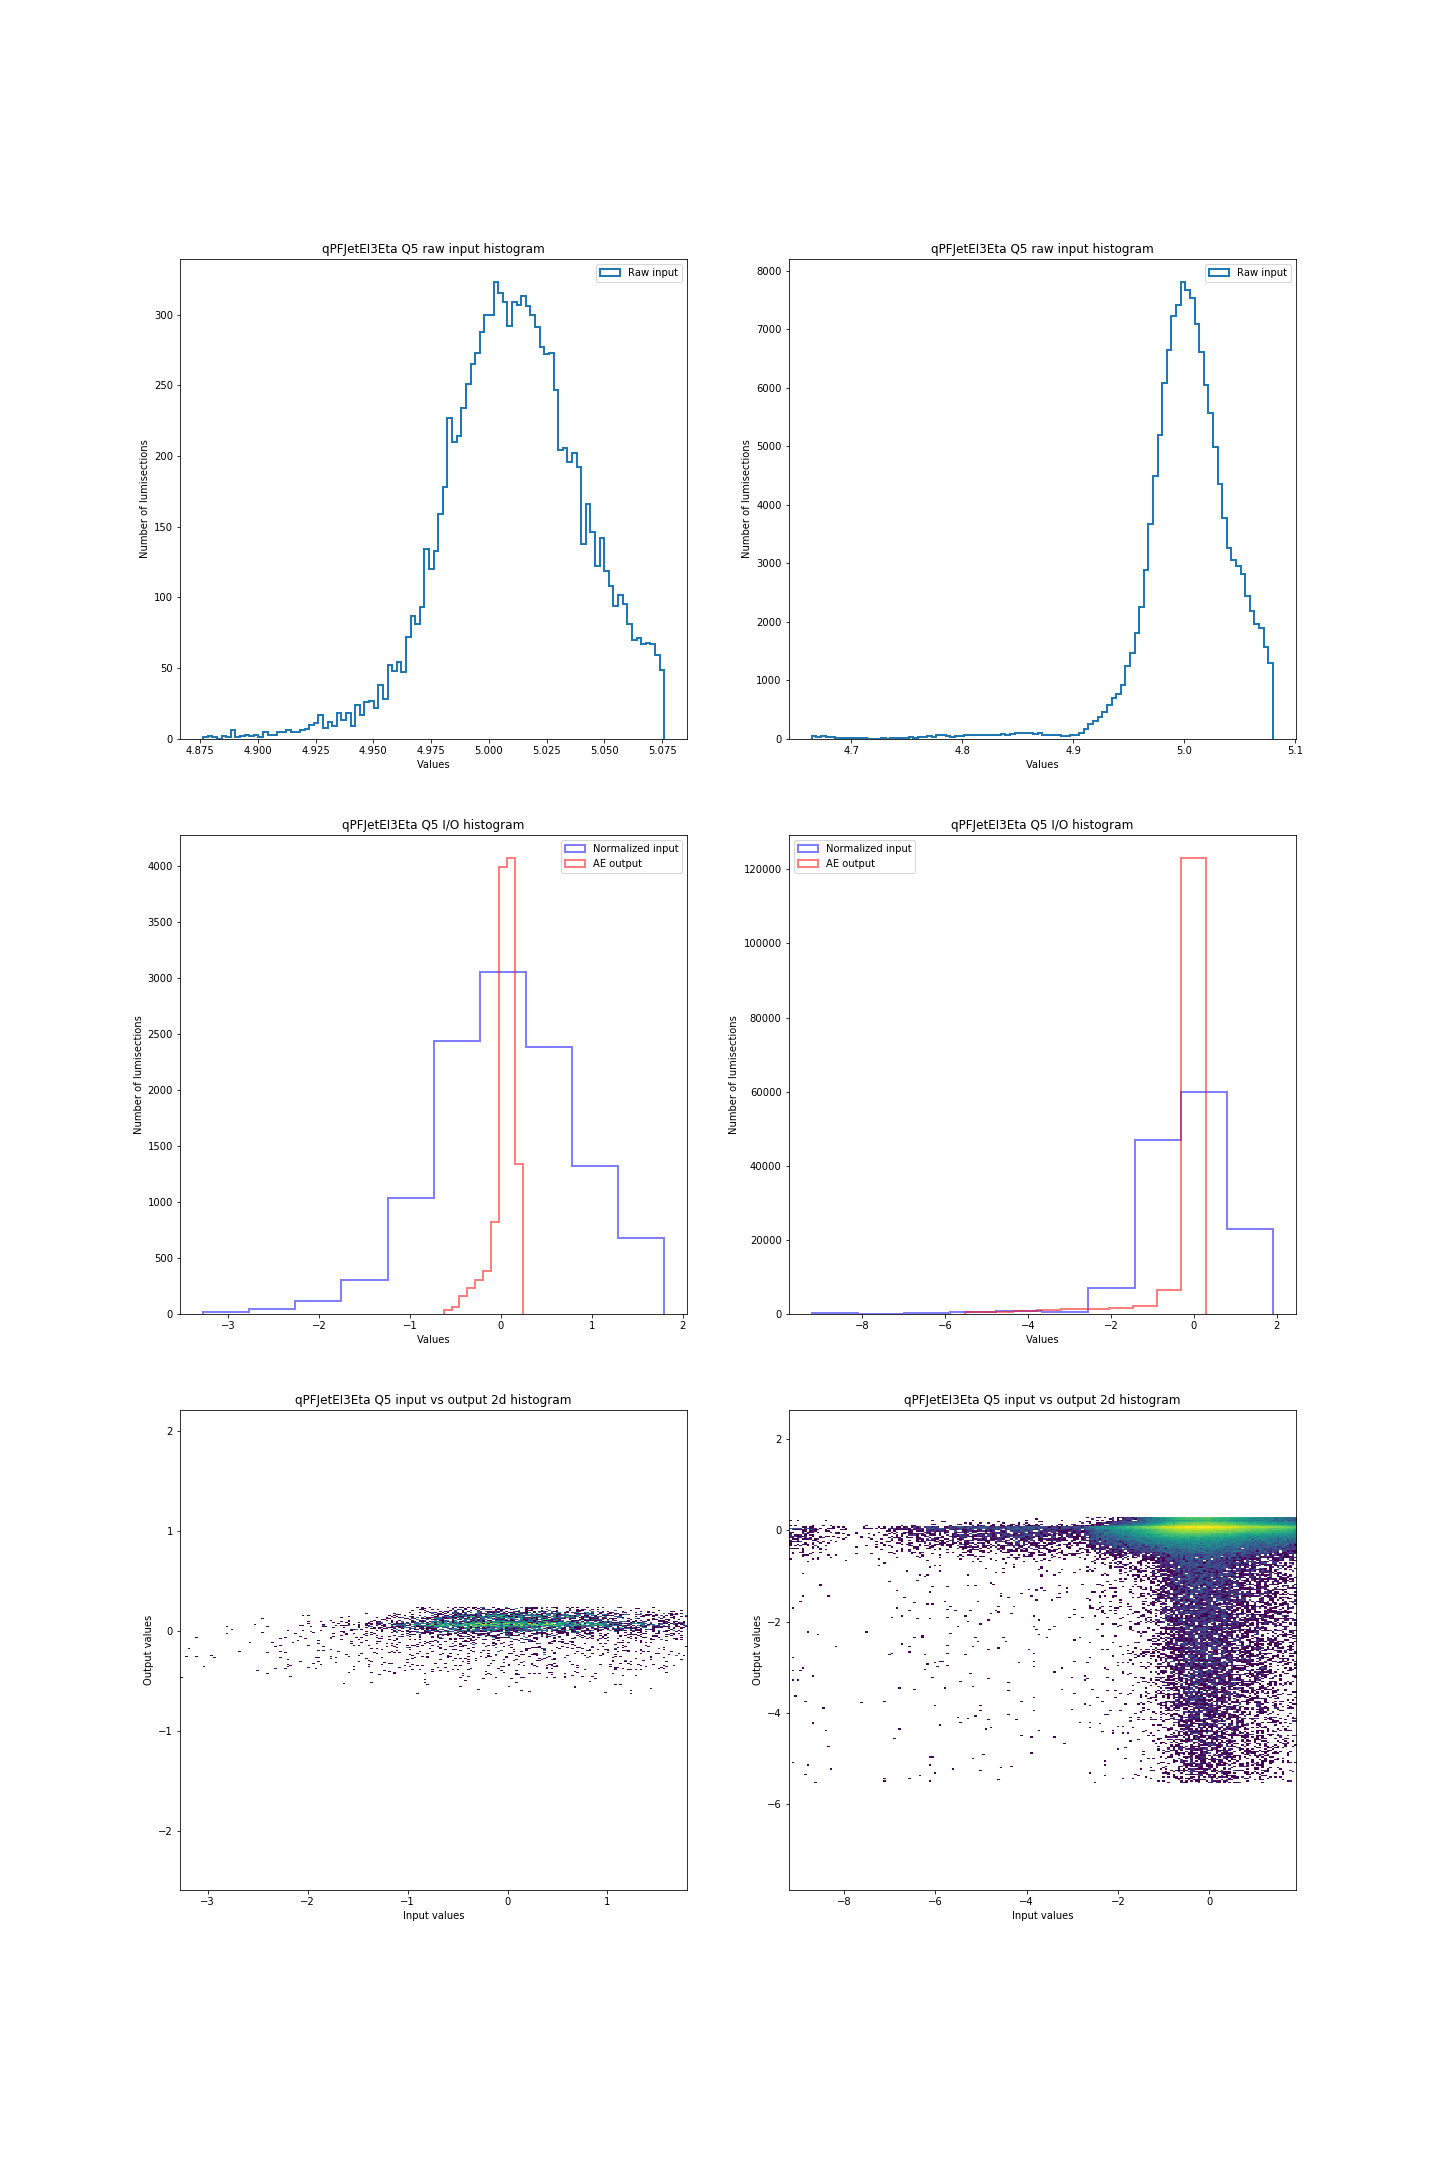 qPFJetEI3Eta Q5 raw input histogram
Raw input
Number of lumisections
300
250
200
150
100
50
0
4.875 4.900 4.925 4.950 4.975 5.000 5.025 5.050 5.075
Values
qPFJetEI3Eta Q5 raw input histogram
Raw input
Number of lumisections
8000
7000
6000
5000
4000
3000
2000
1000
0
4.7 4.8 4.9 5.0 5.1
Values
qPFJetEI3Eta Q5 I/O histogram
Normalized input
AE output
Number of lumisections
4000
3500
3000
2500
2000
1500
1000
500
0
−3 −2 −1 0 1 2
Values
qPFJetEI3Eta Q5 I/O histogram
Normalized input
AE output
Number of lumisections
120000
100000
80000
60000
40000
20000
0
−8 −6 −4 −2 0 2
Values
qPFJetEI3Eta Q5 input vs output 2d histogram
Output values
2
1
0
−1
−2
−3 −2 −1 0 1
Input values
qPFJetEI3Eta Q5 input vs output 2d histogram
Output values
2
0
−2
−4
−6
−8 −6 −4 −2 0
Input values